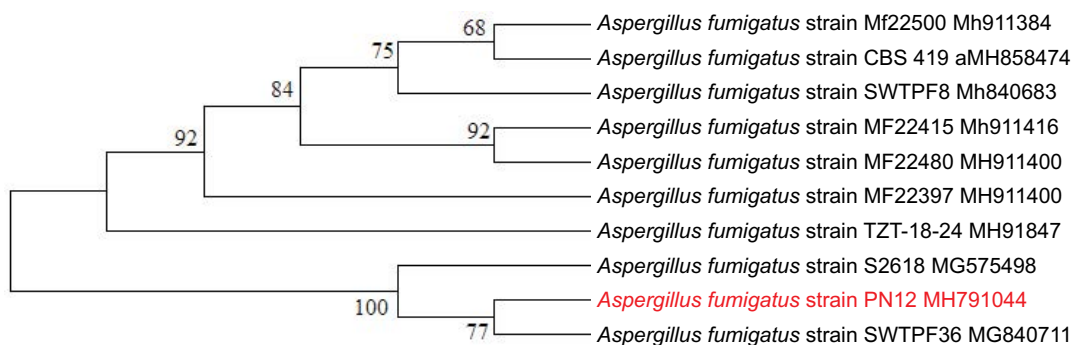 Aspergillus fumigatus strain Mf22500 Mh911384
68
Aspergillus fumigatus strain CBS 419 aMH858474
75
Aspergillus fumigatus strain SWTPF8 Mh840683
84
Aspergillus fumigatus strain MF22415 Mh911416
92
92
Aspergillus fumigatus strain MF22480 MH911400
Aspergillus fumigatus strain MF22397 MH911400
Aspergillus fumigatus strain TZT-18-24 MH91847
Aspergillus fumigatus strain S2618 MG575498
100
Aspergillus fumigatus strain PN12 MH791044
77
Aspergillus fumigatus strain SWTPF36 MG840711